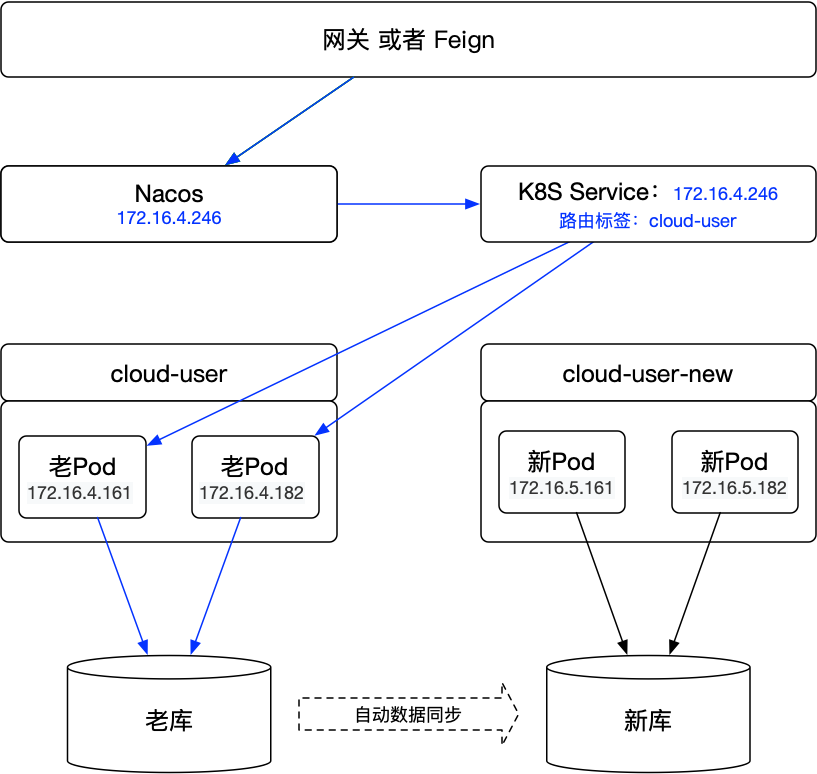 网关 或者 Feign
Nacos
172.16.4.246
K8S Service：172.16.4.246
路由标签：cloud-user
cloud-user
cloud-user-new
老Pod
172.16.4.161
老Pod
172.16.4.182
新Pod
172.16.5.161
新Pod
172.16.5.182
老库
自动数据同步
新库